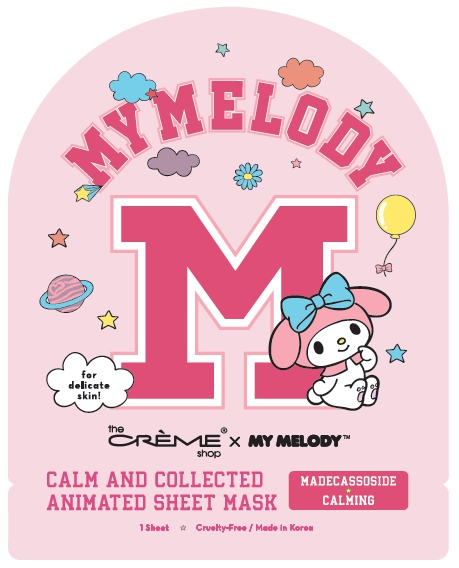 MYMELODY
M
for
delicate
skin!
the
CRÈME® × MY MELODY™
shop
CALM AND COLLECTED
ANIMATED SHEET MASK
MADECASSOSIDE
CALMING
1 Sheet ☆ Cruelty-Free / Made in Korea